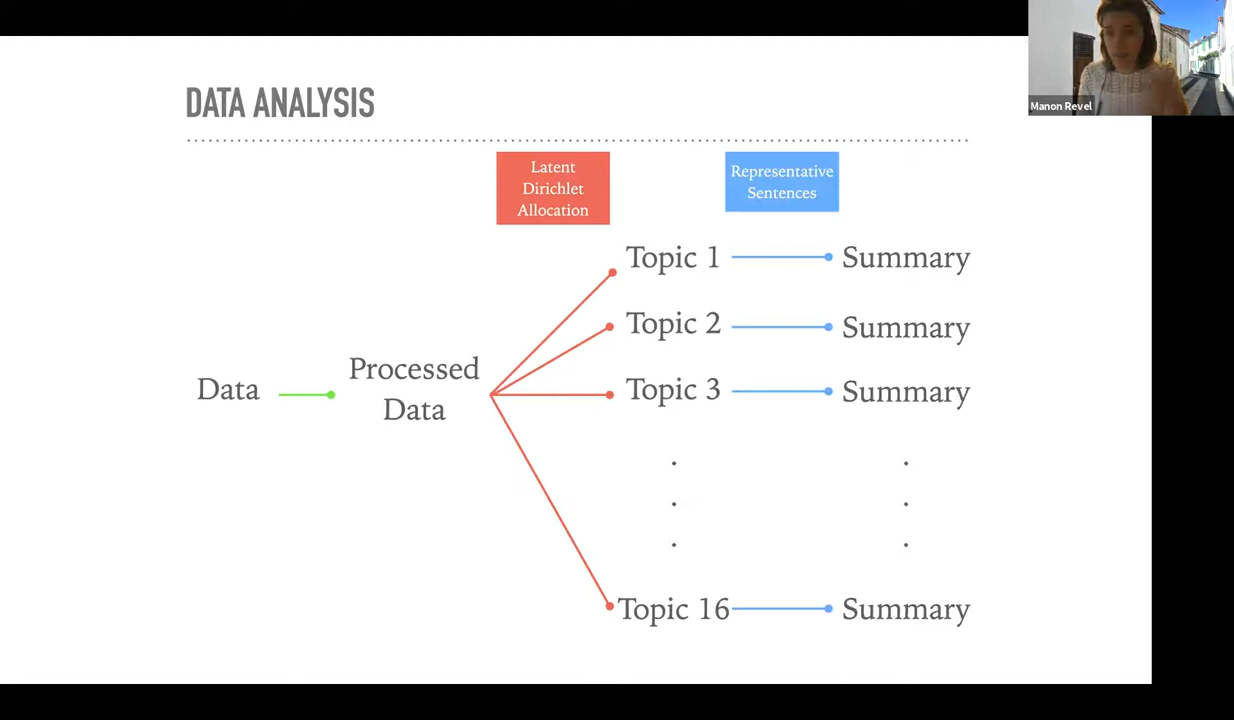 DATA ANALYSIS
Manon Revel
Latent
Dirichlet
Allocation
Representative
Sentences
Topic 1
Summary
Topic 2
Summary
Data
Processed
Data
Topic 3
Summary
Topic 16
Summary